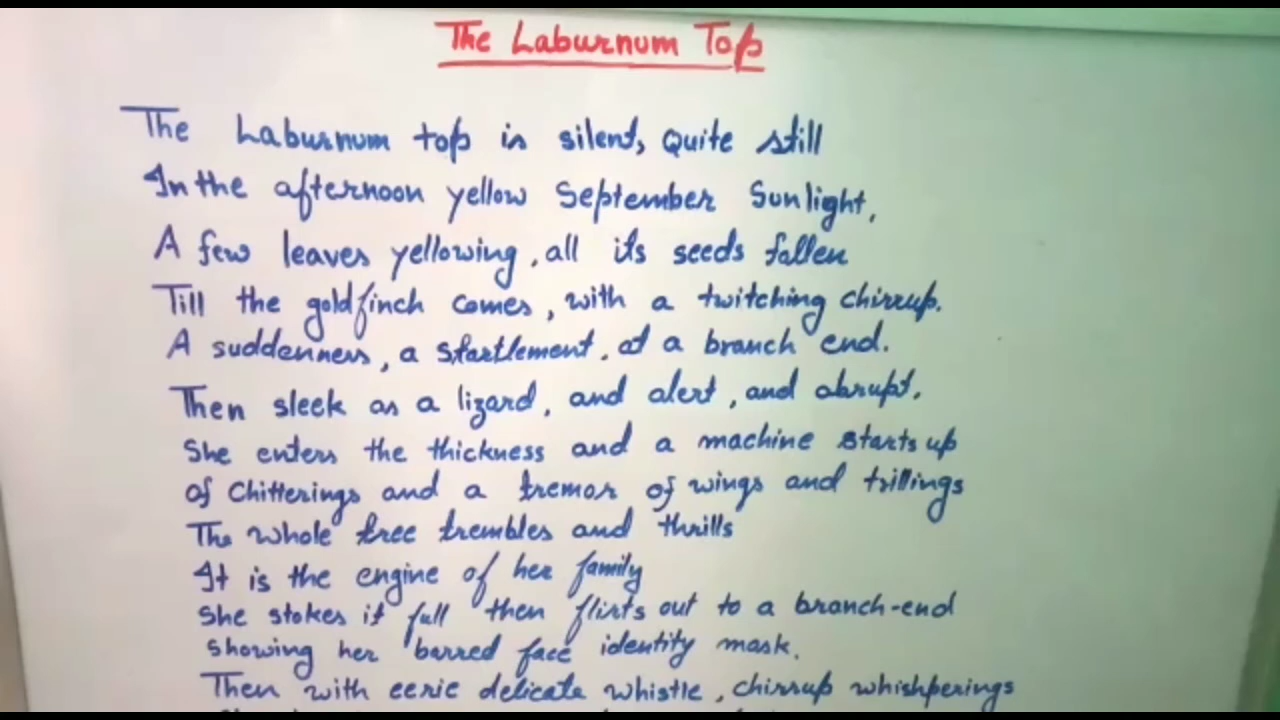 The Laburnum Top
The Laburnum top is silent, Quite still
In the afternoon yellow September Sunlight,
A few leaves yellowing, all its seeds fallen
Till the goldfinch comes, with a twitching chirrup.
A suddenness, a startlement, at a branch end.
Then sleek as a lizard, and alert, and abrupt.
She enters the thickness and a machine starts up
of Chitterings and a tremor of wings and trillings
The whole tree trembles and thrills
It is the engine of her family
She stokes it full then flirts out to a branch-end
Showing her barred face identity mask.
Then with eerie delicate whistle, chirrup whishperings